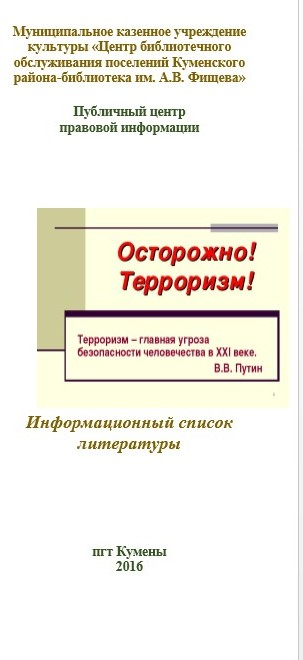 Муниципальное казенное учреждение
культуры «Центр библиотечного
обслуживания поселений Куменского
района-библиотека им. А.В. Фищева»
Публичный центр
правовой информации
Осторожно!
Терроризм!
Терроризм – главная угроза
безопасности человечества в XXI веке.
В.В. Путин
Информационный список
литературы
пгт Кумены
2016